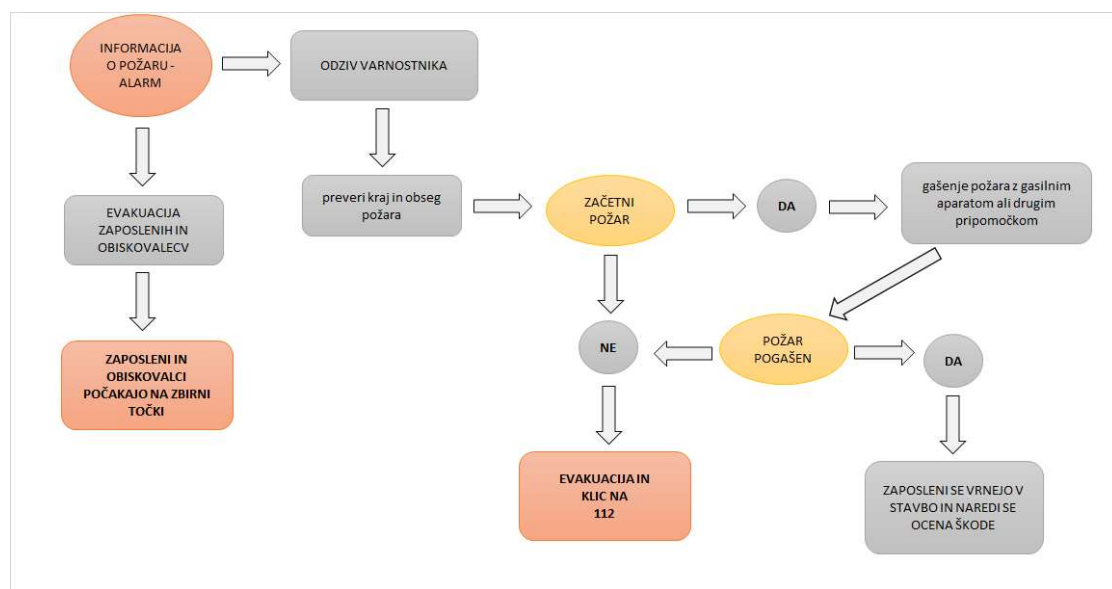 INFORMACIJA
O POŽARU -
ALARM
ODZIV VARNOSTNIKA
preveri kraj in obseg
požara
ZAČETNI
POŽAR
DA
gašenje požara z gasilnim
aparatom ali drugim
pripomočkom
EVAKUACIJA
ZAPOSLENIH IN
OBISKOVALECV
NE
POŽAR
POGAŠEN
DA
ZAPOSLENI IN
OBISKOVALCI
POČAKAJO NA ZBIRNI
TOČKI
EVAKUACIJA IN
KLIC NA
112
ZAPOSLENI SE VRNEJO V
STAVBO IN NAREDI SE
OCENA ŠKODE